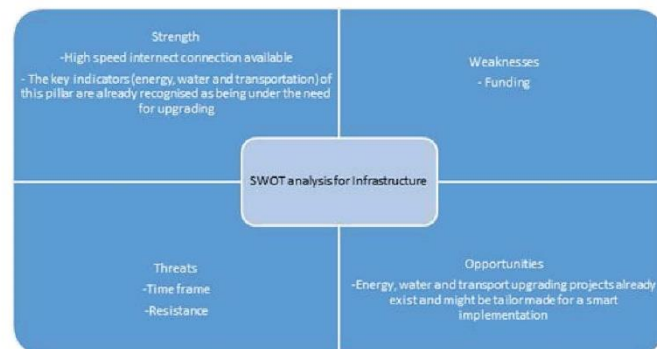 Strength
-High speed internect connection available
- The key indicators (energy, water and transportation) of
this pillar are already recognised as being under the need
for upgrading
Weaknesses
- Funding
SWOT analysis for Infrastructure
Threats
-Time frame
-Resistance
Opportunities
-Energy, water and transport upgrading projects already
exist and might be tailor made for a smart
implementation